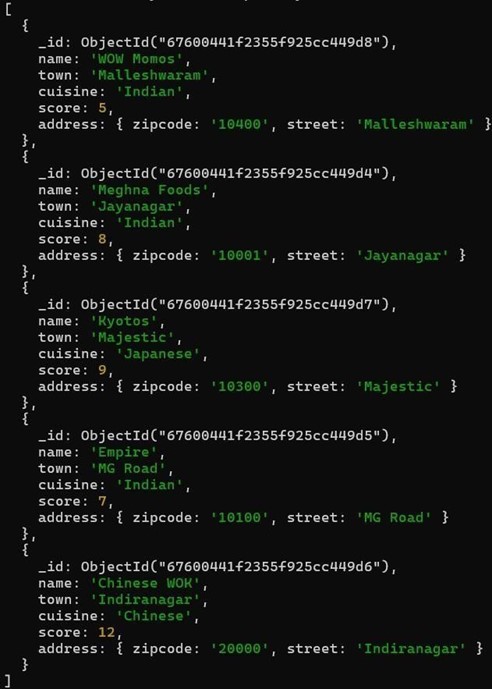 [
  {
    _id: ObjectId("67600441f2355f925cc449d8"),
    name: 'WOW Momos',
    town: 'Malleshwaram',
    cuisine: 'Indian',
    score: 5,
    address: { zipcode: '10400', street: 'Malleshwaram' }
  },
  {
    _id: ObjectId("67600441f2355f925cc449d4"),
    name: 'Meghna Foods',
    town: 'Jayanagar',
    cuisine: 'Indian',
    score: 8,
    address: { zipcode: '10001', street: 'Jayanagar' }
  },
  {
    _id: ObjectId("67600441f2355f925cc449d7"),
    name: 'Kyotos',
    town: 'Majestic',
    cuisine: 'Japanese',
    score: 9,
    address: { zipcode: '10300', street: 'Majestic' }
  },
  {
    _id: ObjectId("67600441f2355f925cc449d5"),
    name: 'Empire',
    town: 'MG Road',
    cuisine: 'Indian',
    score: 7,
    address: { zipcode: '10100', street: 'MG Road' }
  },
  {
    _id: ObjectId("67600441f2355f925cc449d6"),
    name: 'Chinese WOK',
    town: 'Indiranagar',
    cuisine: 'Chinese',
    score: 12,
    address: { zipcode: '20000', street: 'Indiranagar' }
  }
]